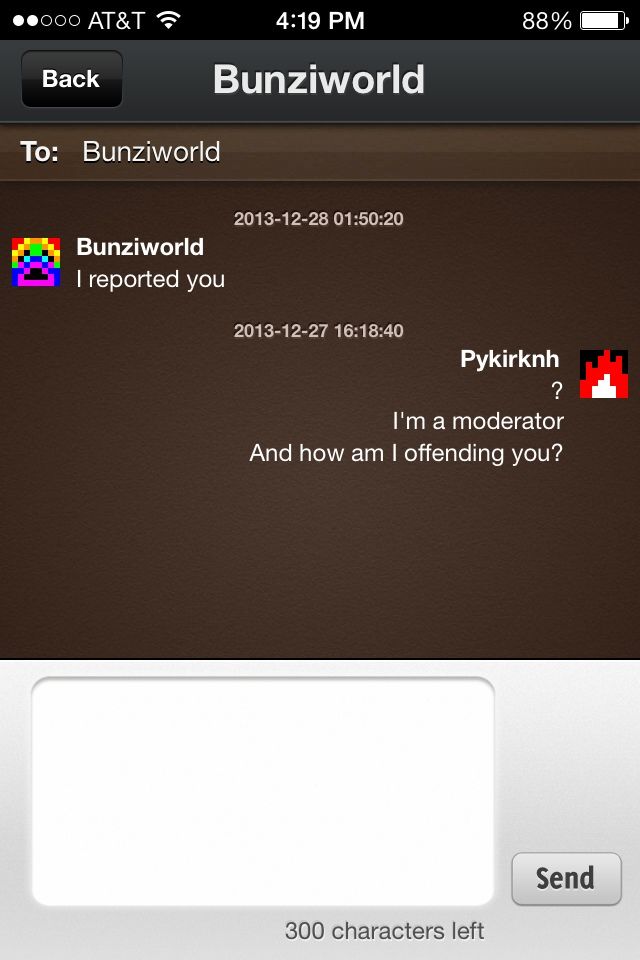 AT&T 4:19 PM 88%
Back Bunziworld
To: Bunziworld
2013-12-28 01:50:20
Bunziworld
I reported you
2013-12-27 16:18:40
Pykirknh
?
I'm a moderator
And how am I offending you?
Send
300 characters left